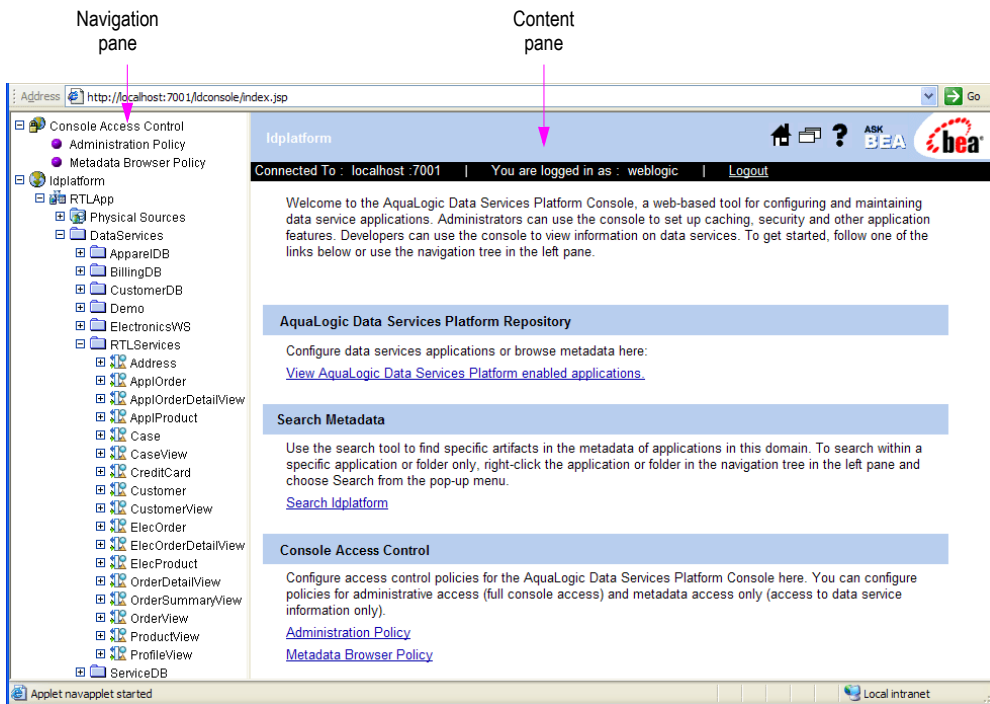 Navigation
pane
Content
pane
Address http://localhost:7001/ldconsole/index.jsp Go
Console Access Control
Administration Policy
Metadata Browser Policy
ldplatform
RTLApp
Physical Sources
DataServices
ApparelDB
BillingDB
CustomerDB
Demo
ElectronicsWS
RTLServices
Address
ApplOrder
ApplOrderDetailView
ApplProduct
Case
CaseView
CreditCard
Customer
CustomerView
ElecOrder
ElecOrderDetailView
ElecProduct
OrderDetailView
OrderSummaryView
OrderView
ProductView
ProfileView
ServiceDB
ldplatform
ASK
BEA
bea
Connected To : localhost :7001 | You are logged in as : weblogic | Logout
Welcome to the AquaLogic Data Services Platform Console, a web-based tool for configuring and maintaining
data service applications. Administrators can use the console to set up caching, security and other application
features. Developers can use the console to view information on data services. To get started, follow one of the
links below or use the navigation tree in the left pane.
AquaLogic Data Services Platform Repository
Configure data services applications or browse metadata here:
View AquaLogic Data Services Platform enabled applications.
Search Metadata
Use the search tool to find specific artifacts in the metadata of applications in this domain. To search within a
specific application or folder only, right-click the application or folder in the navigation tree in the left pane and
choose Search from the pop-up menu.
Search ldplatform
Console Access Control
Configure access control policies for the AquaLogic Data Services Platform Console here. You can configure
policies for administrative access (full console access) and metadata access only (access to data service
information only).
Administration Policy
Metadata Browser Policy
Applet navapplet started
Local intranet